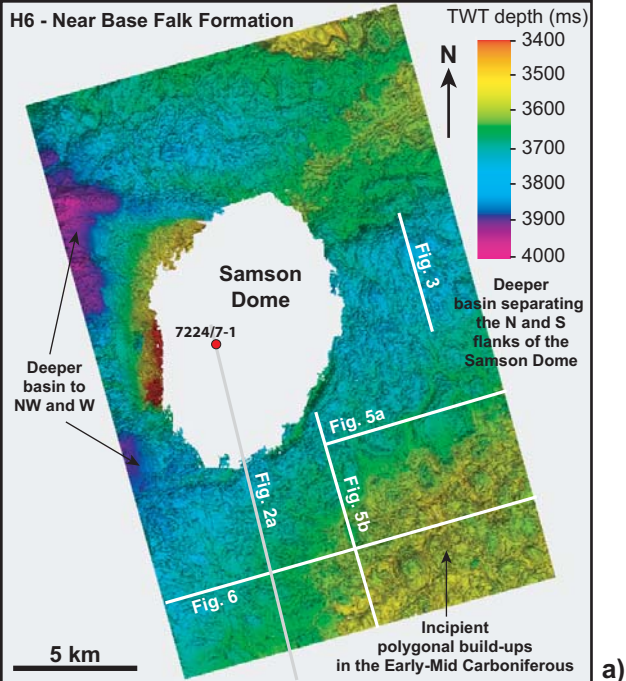 H6 - Near Base Falk Formation
TWT depth (ms)
3400
3500
3600
3700
3800
3900
4000
N
Samson
Dome
7224/7-1
Fig. 3
Deeper
basin separating
the N and S
flanks of the
Samson Dome
Deeper
basin to
NW and W
Fig. 5a
Fig. 5b
Fig. 2a
Fig. 6
5 km
Incipient
polygonal build-ups
in the Early-Mid Carboniferous
a)